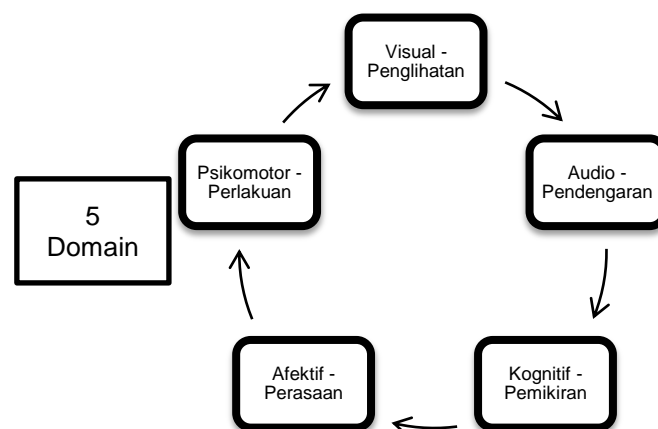 Visual -
Penglihatan
Psikomotor -
Perlakuan
Audio -
Pendengaran
5
Domain
Afektif -
Perasaan
Kognitif -
Pemikiran